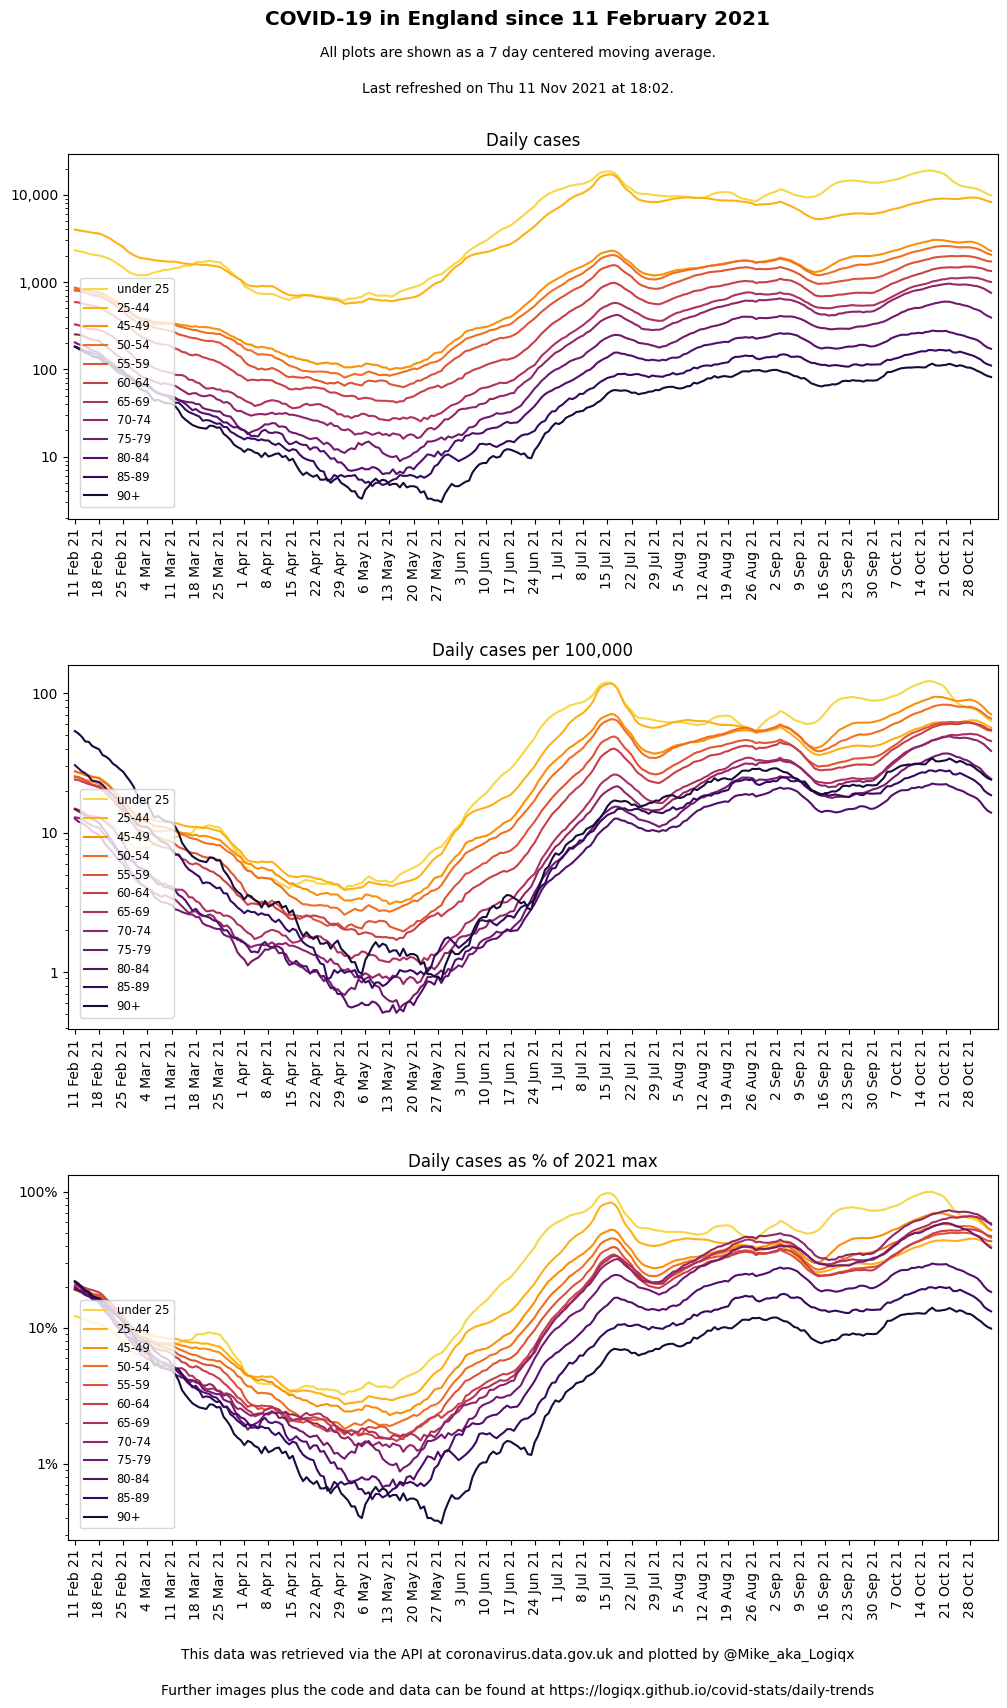 COVID-19 in England since 11 February 2021
All plots are shown as a 7 day centered moving average.
Last refreshed on Thu 11 Nov 2021 at 18:02.
Daily cases
10,000
1,000
100
10
under 25
25-44
45-49
50-54
55-59
60-64
65-69
70-74
75-79
80-84
85-89
90+
11 Feb 21
18 Feb 21
25 Feb 21
4 Mar 21
11 Mar 21
18 Mar 21
25 Mar 21
1 Apr 21
8 Apr 21
15 Apr 21
22 Apr 21
29 Apr 21
6 May 21
13 May 21
20 May 21
27 May 21
3 Jun 21
10 Jun 21
17 Jun 21
24 Jun 21
1 Jul 21
8 Jul 21
15 Jul 21
22 Jul 21
29 Jul 21
5 Aug 21
12 Aug 21
19 Aug 21
26 Aug 21
2 Sep 21
9 Sep 21
16 Sep 21
23 Sep 21
30 Sep 21
7 Oct 21
14 Oct 21
21 Oct 21
28 Oct 21
Daily cases per 100,000
100
10
1
under 25
25-44
45-49
50-54
55-59
60-64
65-69
70-74
75-79
80-84
85-89
90+
11 Feb 21
18 Feb 21
25 Feb 21
4 Mar 21
11 Mar 21
18 Mar 21
25 Mar 21
1 Apr 21
8 Apr 21
15 Apr 21
22 Apr 21
29 Apr 21
6 May 21
13 May 21
20 May 21
27 May 21
3 Jun 21
10 Jun 21
17 Jun 21
24 Jun 21
1 Jul 21
8 Jul 21
15 Jul 21
22 Jul 21
29 Jul 21
5 Aug 21
12 Aug 21
19 Aug 21
26 Aug 21
2 Sep 21
9 Sep 21
16 Sep 21
23 Sep 21
30 Sep 21
7 Oct 21
14 Oct 21
21 Oct 21
28 Oct 21
Daily cases as % of 2021 max
100%
10%
1%
under 25
25-44
45-49
50-54
55-59
60-64
65-69
70-74
75-79
80-84
85-89
90+
11 Feb 21
18 Feb 21
25 Feb 21
4 Mar 21
11 Mar 21
18 Mar 21
25 Mar 21
1 Apr 21
8 Apr 21
15 Apr 21
22 Apr 21
29 Apr 21
6 May 21
13 May 21
20 May 21
27 May 21
3 Jun 21
10 Jun 21
17 Jun 21
24 Jun 21
1 Jul 21
8 Jul 21
15 Jul 21
22 Jul 21
29 Jul 21
5 Aug 21
12 Aug 21
19 Aug 21
26 Aug 21
2 Sep 21
9 Sep 21
16 Sep 21
23 Sep 21
30 Sep 21
7 Oct 21
14 Oct 21
21 Oct 21
28 Oct 21
This data was retrieved via the API at coronavirus.data.gov.uk and plotted by @Mike_aka_Logiqx
Further images plus the code and data can be found at https://logiqx.github.io/covid-stats/daily-trends